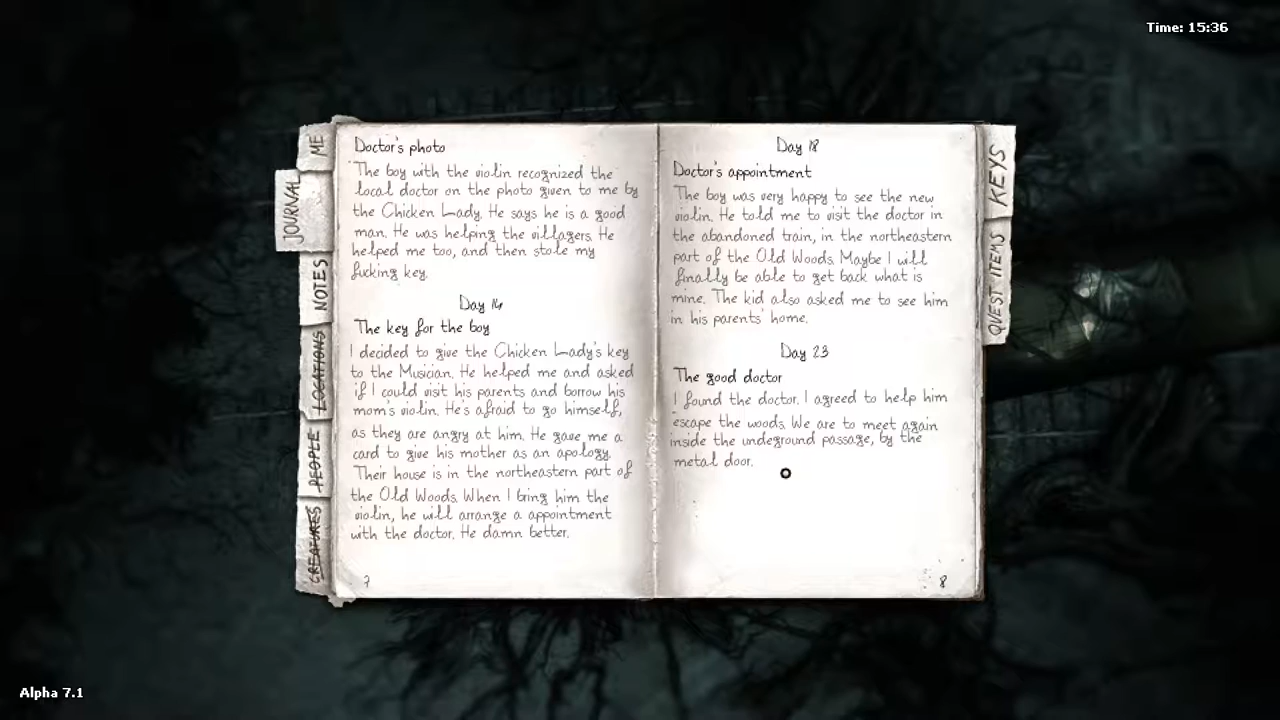 Time: 15:36
ME
JOURNAL
NOTES
LOCATIONS
PEOPLE
CREATURES
Doctor's photo
The boy with the violin recognized the
local doctor on the photo given to me by
the Chicken Lady. He says he is a good
man. He was helping the villagers. He
helped me too, and then stole my
fucking key.
Day 14
The key for the boy
I decided to give the Chicken Lady's key
to the Musician. He helped me and asked
if I could visit his parents and borrow his
mom's violin. He's afraid to go himself,
as they are angry at him. He gave me a
card to give his mother as an apology.
Their house is in the northeastern part of
the Old Woods. When I bring him the
violin, he will arrange a appointment
with the doctor. He damn better.
7
Day 18
Doctor's appointment
The boy was very happy to see the new
violin. He told me to visit the doctor in
the abandoned train, in the northeastern
part of the Old Woods. Maybe I will
finally be able to get back what is
mine. The kid also asked me to see him
in his parents' home.
Day 23
The good doctor
I found the doctor. I agreed to help him
escape the woods. We are to meet again
inside the undeground passage, by the
metal door.
8
KEYS
QUEST ITEMS
Alpha 7.1